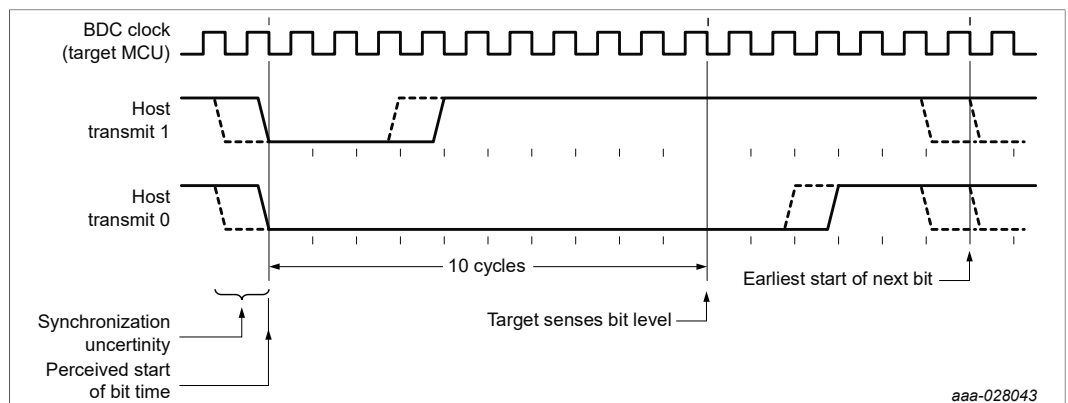 BDC clock
(target MCU)
Host
transmit 1
Host
transmit 0
10 cycles
Earliest start of next bit
Target senses bit level
Synchronization
uncertinity
Perceived start
of bit time
aaa-028043